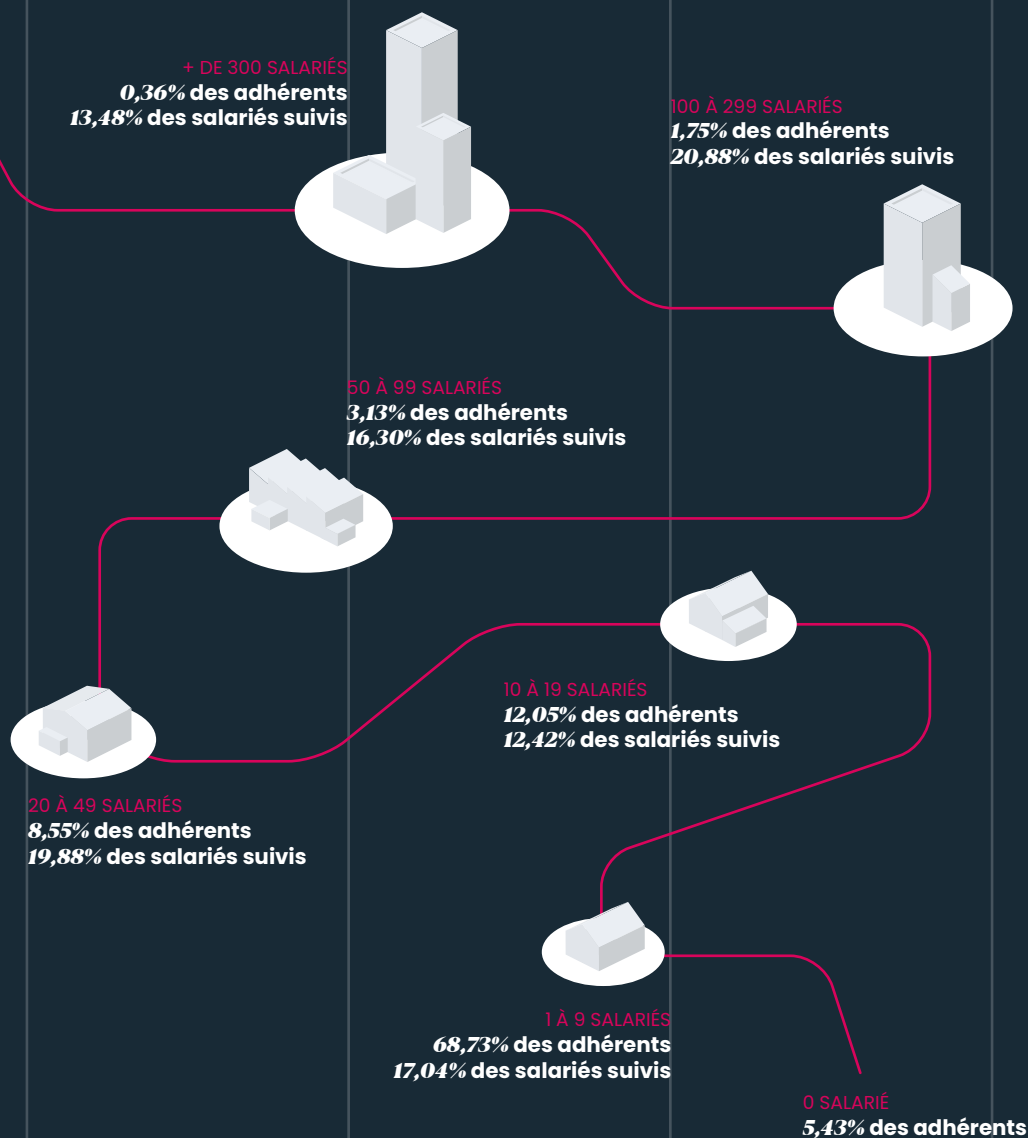 + DE 300 SALARIÉS
0,36% des adhérents
13,48% des salariés suivis
100 À 299 SALARIÉS
1,75% des adhérents
20,88% des salariés suivis
50 À 99 SALARIÉS
3,13% des adhérents
16,30% des salariés suivis
10 À 19 SALARIÉS
12,05% des adhérents
12,42% des salariés suivis
20 À 49 SALARIÉS
8,55% des adhérents
19,88% des salariés suivis
1 À 9 SALARIÉS
68,73% des adhérents
17,04% des salariés suivis
0 SALARIÉ
5,43% des adhérents